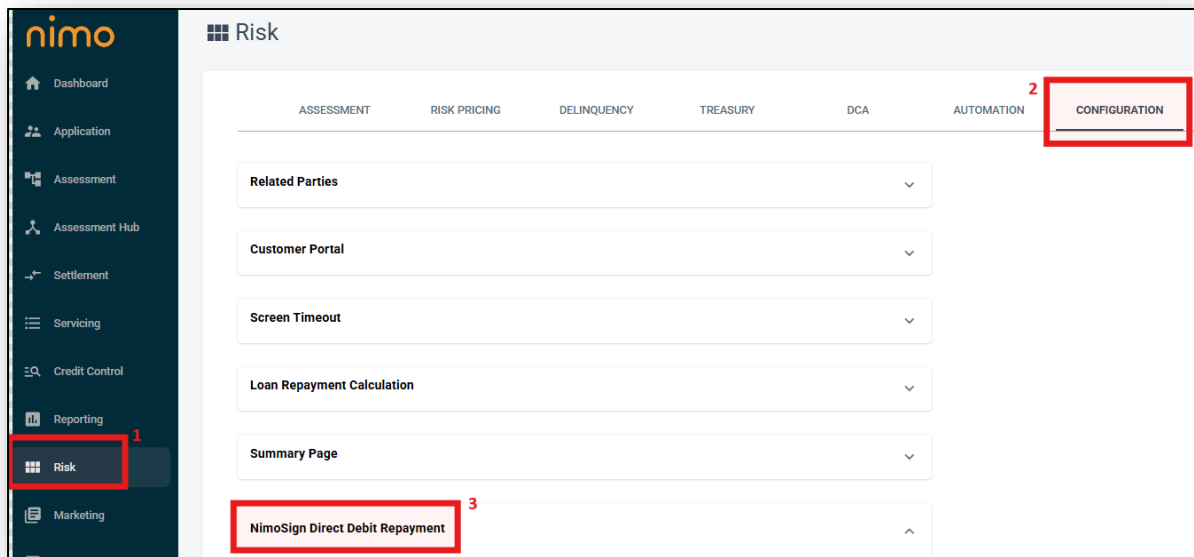 nimo
Risk
Dashboard
Application
Assessment
Assessment Hub
Settlement
Servicing
Credit Control
Reporting
1
Risk
Marketing
ASSESSMENT RISK PRICING DELINQUENCY TREASURY DCA AUTOMATION 2 CONFIGURATION
Related Parties
Customer Portal
Screen Timeout
Loan Repayment Calculation
Summary Page
3
NimoSign Direct Debit Repayment